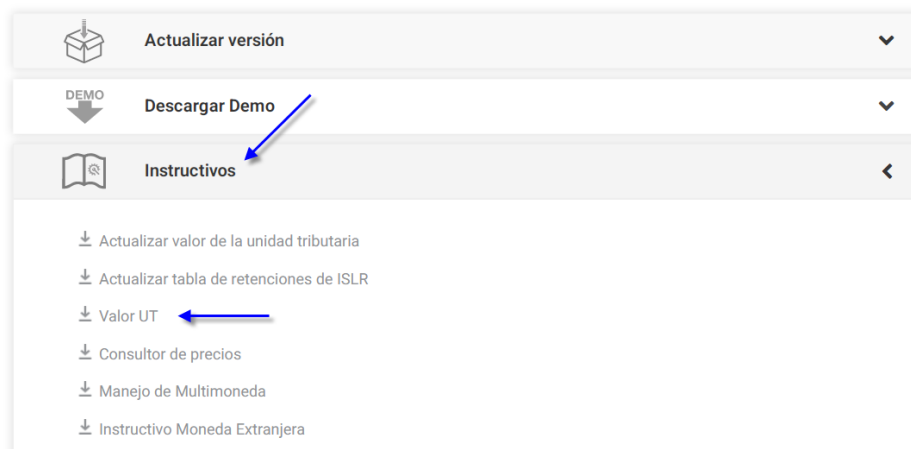 Actualizar versión
DEMO
Descargar Demo
Instructivos
Actualizar valor de la unidad tributaria
Actualizar tabla de retenciones de ISLR
Valor UT
Consultor de precios
Manejo de Multimoneda
Instructivo Moneda Extranjera